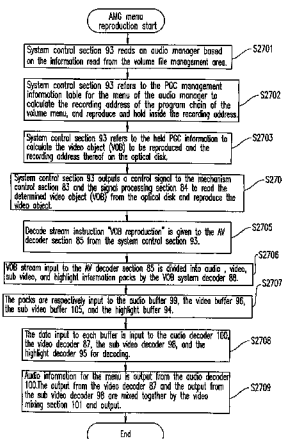 AMG menu
reproduction start
System control section 93 reads an audio manager based
on the information read from the volume file management area.
S2701
System control section 93 refers to the PGC management
information table for the menu of the audio manager to
calculate the recording address of the program chain of the
volume menu, and reproduce and hold inside the recording address.
S2702
System control section 93 refers to the held PGC information to
calculate the video object (VOB) to be reproduced and the
recording address thereof on the optical disk.
S2703
System control section 93 outputs a control signal to the mechanism
control section 83 and the signal processing section 84 to read the
determined video object (VOB) from the optical disk and reproduce the
video object.
S2704
Decode stream instruction "VOB reproduction" is given to the AV
decoder section 85 from the system control section 93.
S2705
VOB stream input to the AV decoder section 85 is divided into audio , video,
sub video, and highlight information packs by the VOB system decoder 86.
S2706
The packs are respectively input to the audio buffer 99, the video buffer 96,
the sub video buffer 105, and the highlight buffer 94.
S2707
The data input to each buffer is input to the audio decoder 100,
the video decoder 87, the sub video decoder 98, and the
highlight decoder 95 for decoding.
S2708
Audio information for the menu is output from the audio decoder
100.The output from the video decoder 87 and the output from
the sub video decoder 98 are mixed together by the video
mixing section 101 and output.
S2709
End